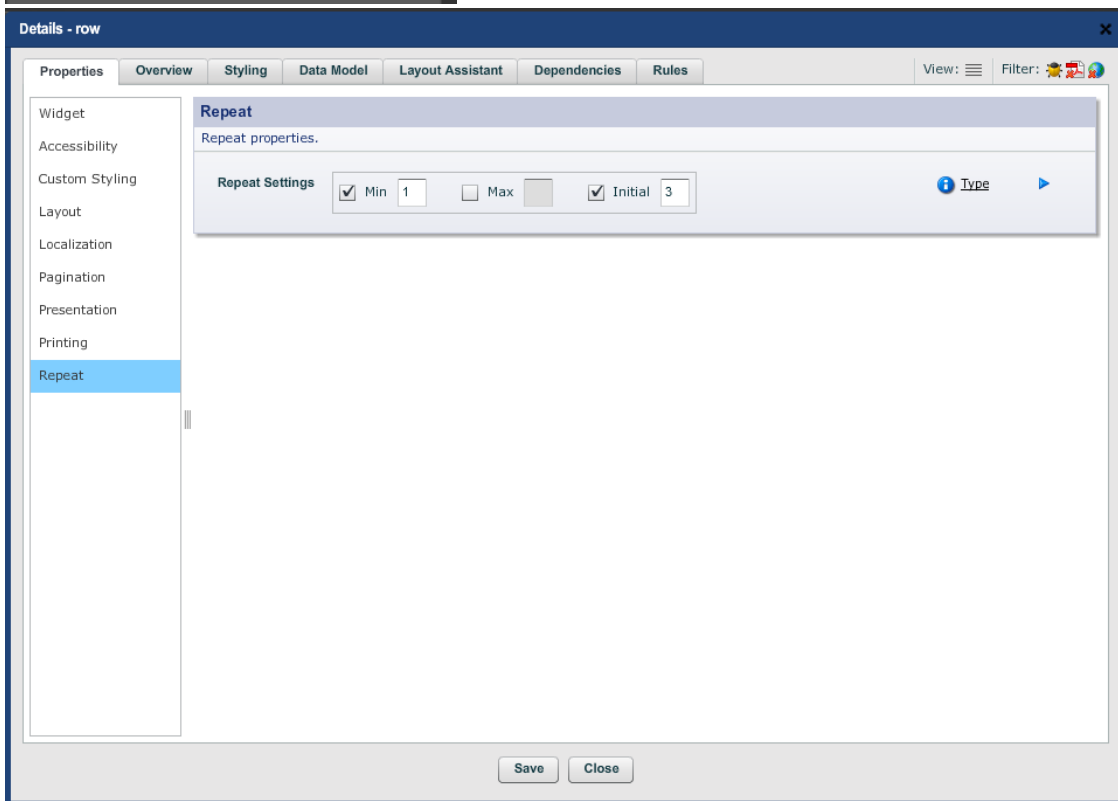 Details - row
Properties Overview Styling Data Model Layout Assistant Dependencies Rules View: Filter:
Widget
Accessibility
Custom Styling
Layout
Localization
Pagination
Presentation
Printing
Repeat
Repeat
Repeat properties.
Repeat Settings Min 1 Max Initial 3 Type
Save Close